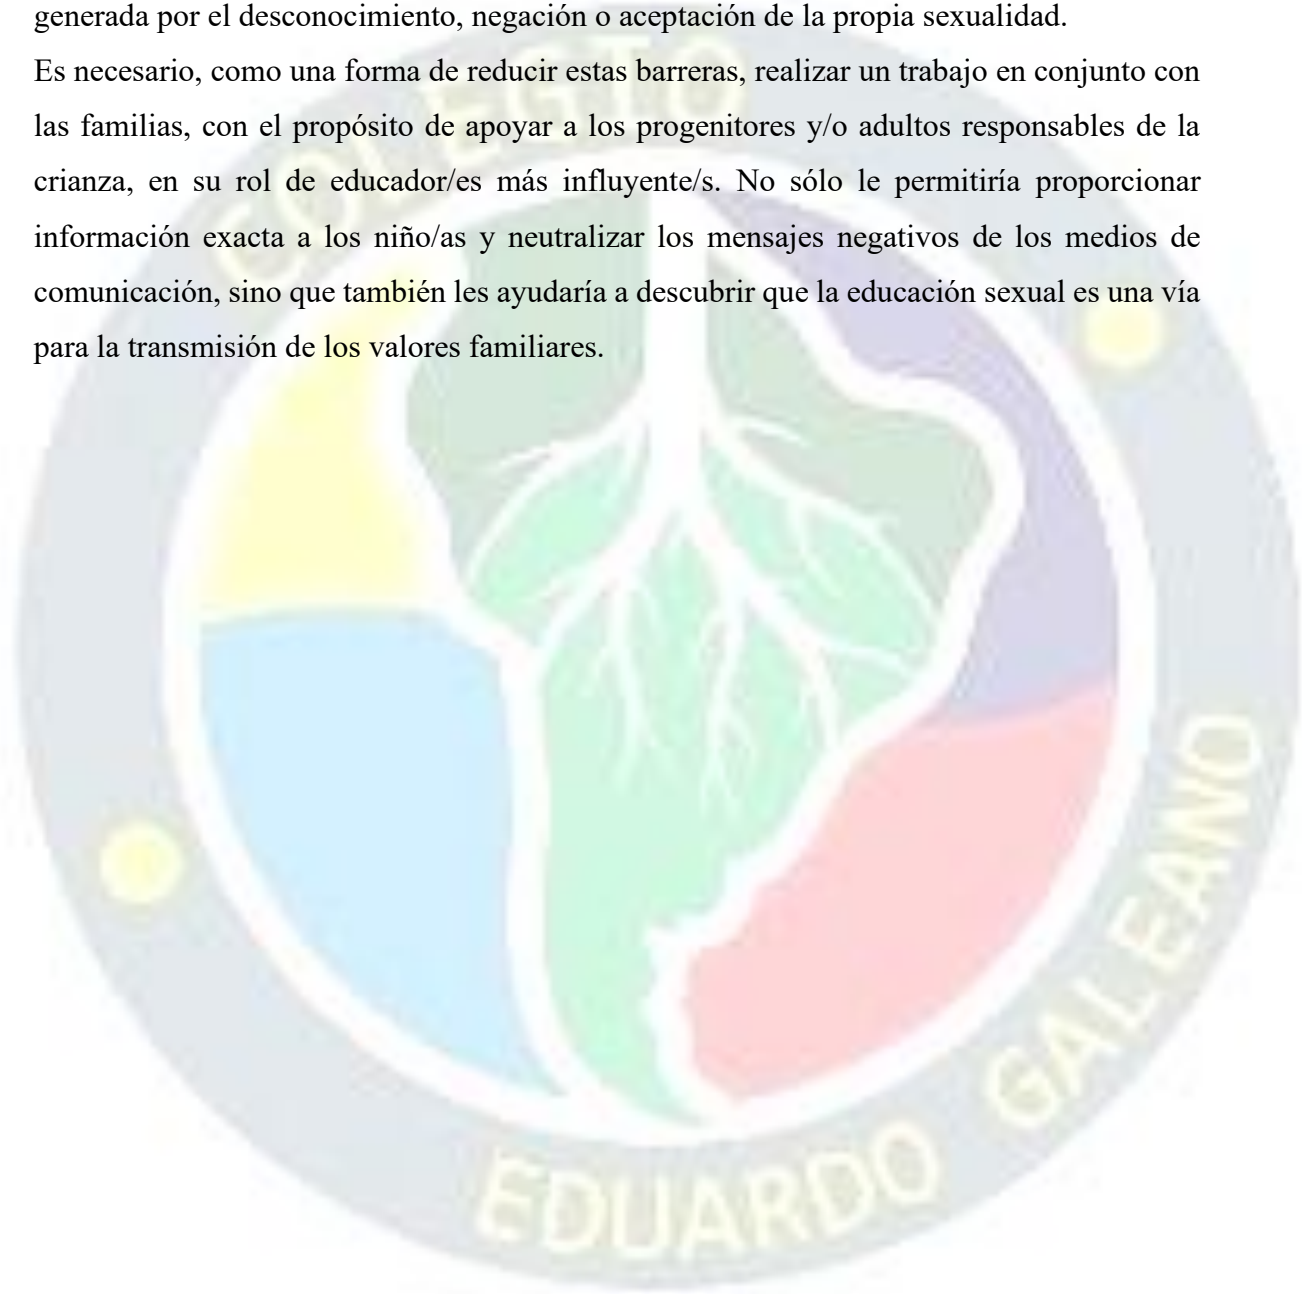 generada por el desconocimiento, negación o aceptación de la propia sexualidad.
Es necesario, como una forma de reducir estas barreras, realizar un trabajo en conjunto con
las familias, con el propósito de apoyar a los progenitores y/o adultos responsables de la
crianza, en su rol de educador/es más influyente/s. No sólo le permitiría proporcionar
información exacta a los niño/as y neutralizar los mensajes negativos de los medios de
comunicación, sino que también les ayudaría a descubrir que la educación sexual es una vía
para la transmisión de los valores familiares.
COLEGIO
EDUARDO GALEANO